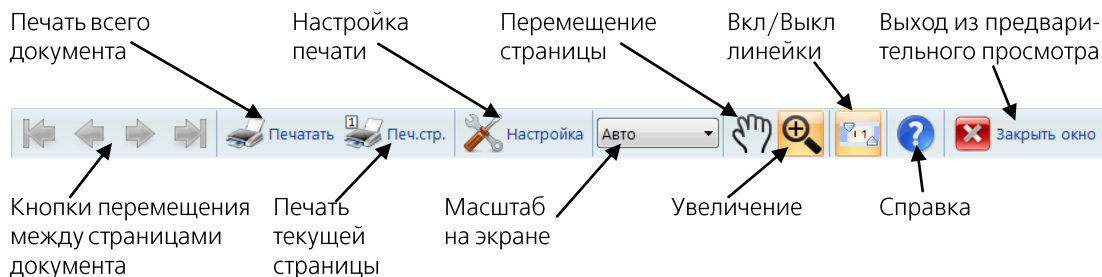 Печать всего
документа
Настройка
печати
Перемещение
страницы
Вкл/Выкл
линейки
Выход из предвари-
тельного просмотра
Печатать
1
Печ.стр.
Настройка
Авто
1
?
Закрыть окно
Кнопки перемещения
между страницами
документа
Печать
текущей
страницы
Масштаб
на экране
Увеличение
Справка